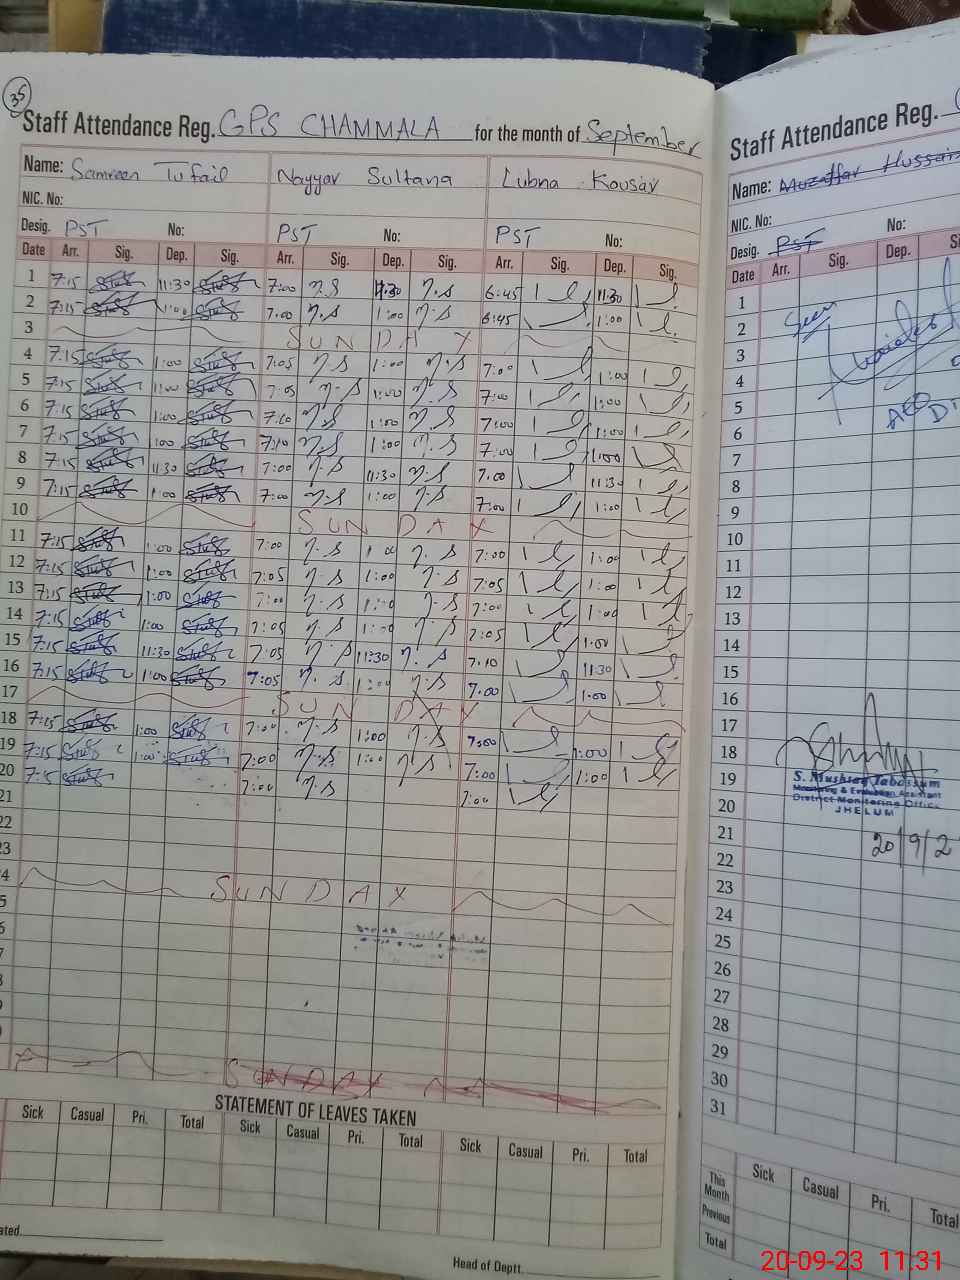 35
Staff Attendance Reg. GPS CHAMMALA for the month of September
Name: Samreen Tufail Nayyar Sultana Lubna Kousar
NIC. No:
Desig. PST No: PST No: PST No:
Date Arr. Sig. Dep. Sig. Arr. Sig. Dep. Sig. Arr. Sig. Dep. Sig.
1 7:15 11:30 7:00 n.s 6:45 11:30
2 7:15 1:00 7:00 n.s 1:00 n.s 6:45 1:00
3 SUNDAY
4 7:15 1:00 7:05 n.s 1:00 n.s 7:00 1:00
5 7:15 1:00 7:05 n.s 1:00 n.s 7:00 1:00
6 7:15 1:00 7:10 n.s 1:00 n.s 7:00 1:00
7 7:15 1:00 7:10 n.s 1:00 n.s 7:00 1:00
8 7:15 11:30 7:00 n.s 11:30 n.s 7:00 11:30
9 7:15 1:00 7:00 n.s 1:00 n.s 7:00 1:00
10 SUNDAY
11 7:15 1:00 7:00 n.s 1:00 n.s 7:00 1:00
12 7:15 1:00 7:05 n.s 1:00 n.s 7:05 1:00
13 7:15 1:00 7:00 n.s 1:00 n.s 7:00 1:00
14 7:15 1:00 7:05 n.s 1:00 n.s 7:05 1:00
15 7:15 11:30 7:05 n.s 11:30 n.s 7:10 11:30
16 7:15 1:00 7:05 n.s 1:00 n.s 7:00 1:00
17 SUNDAY
18 7:15 1:00 7:00 n.s 1:00 n.s 7:00 1:00
19 7:15 1:00 7:00 n.s 1:00 n.s 7:00 1:00
20 7:15 7:00 n.s 7:00
21
22
23
SUNDAY
SUNDAY
STATEMENT OF LEAVES TAKEN
Sick Casual Pri. Total Sick Casual Pri. Total Sick Casual Pri. Total
Head of Deptt.
Staff Attendance Reg.
Name: Muzaffar Hussain
NIC. No:
Desig. PST No:
Date Arr. Sig. Dep.
1
2 Seen
3
4
5
6
7
8
9
10
11
12
13
14
15
16
17
18
19 S. Mushtaq Tabassum
Monitoring & Evaluation Assistant
20 District Monitoring Office
JHELUM
21 20/9/2
22
23
24
25
26
27
28
29
30
31
Sick Casual Pri. Total
This Month
Previous
Total
20-09-23 11.31